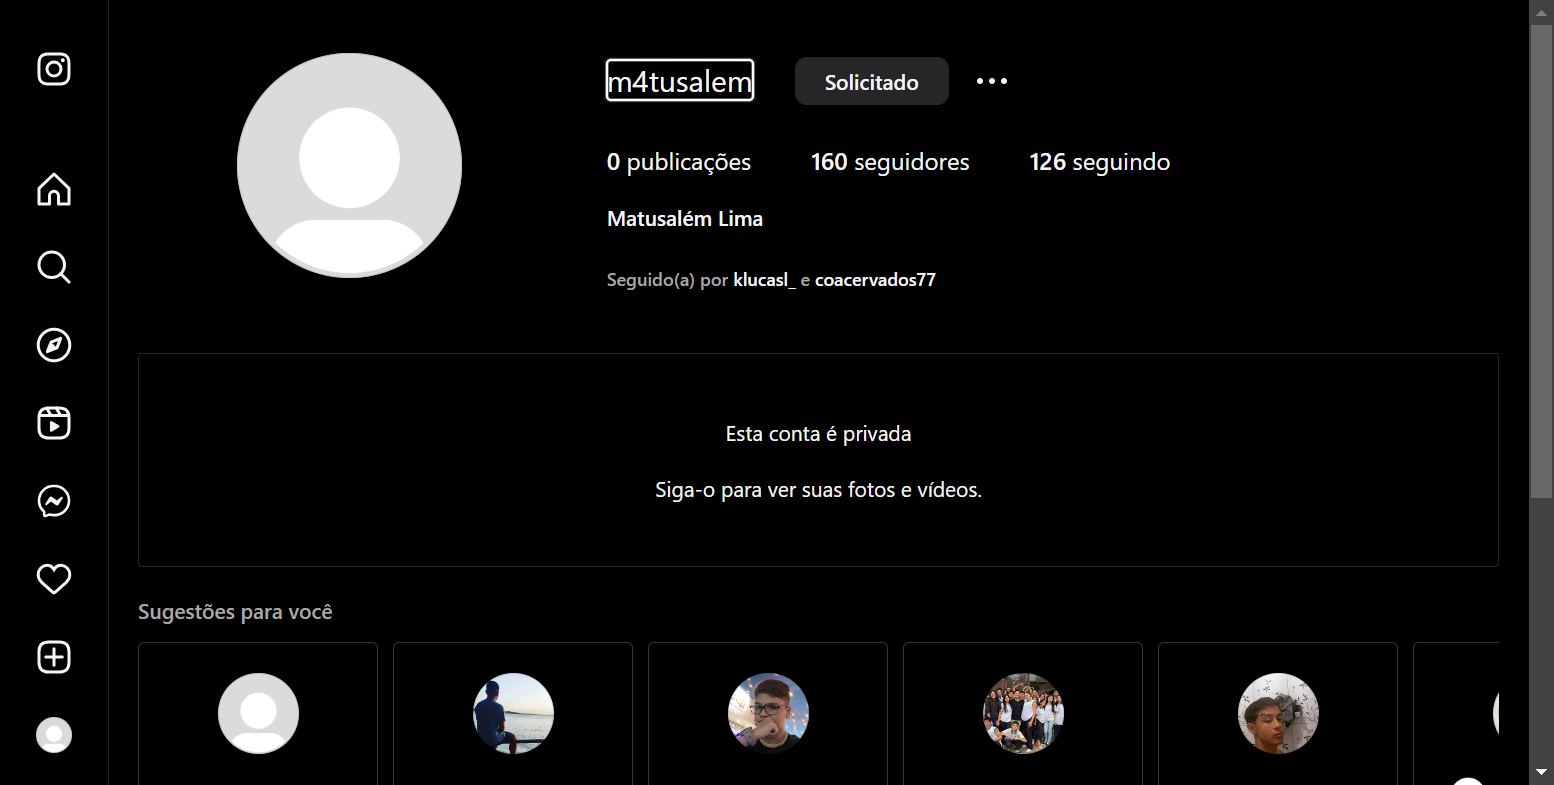 m4tusalem Solicitado
0 publicações 160 seguidores 126 seguindo
Matusalém Lima
Seguido(a) por klucasl_ e coacervados77
Esta conta é privada
Siga-o para ver suas fotos e vídeos.
Sugestões para você